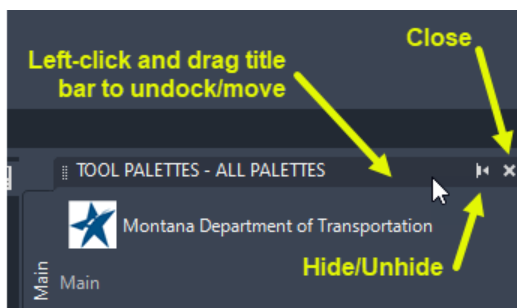 Close
Left-click and drag title
bar to undock/move
TOOL PALETTES - ALL PALETTES
Montana Department of Transportation
Main
Main
Hide/Unhide